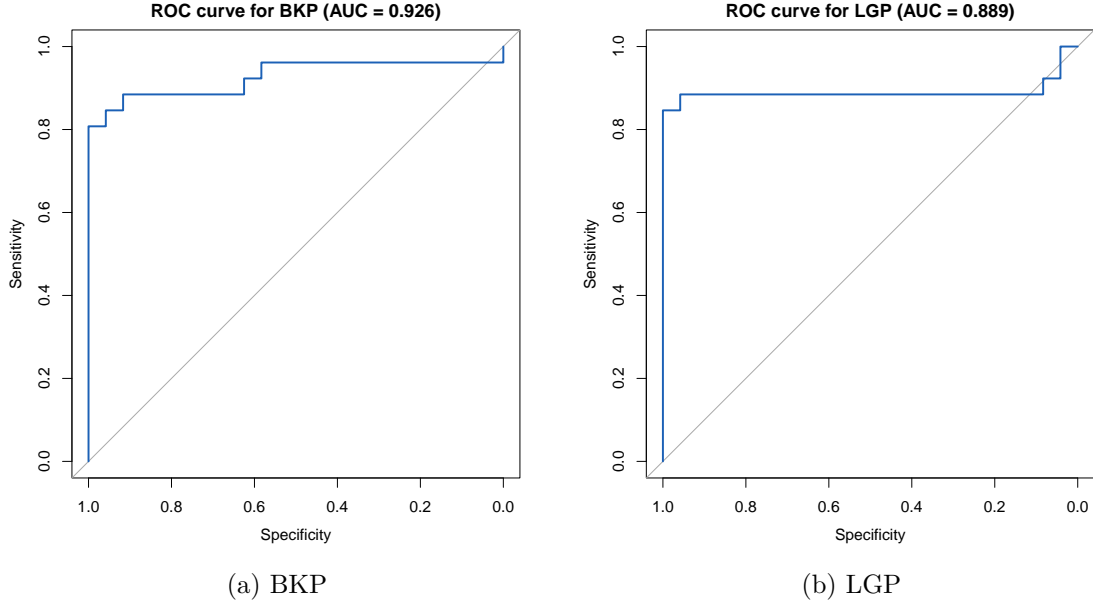 ROC curve for BKP (AUC = 0.926)
1.0
0.8
0.6
0.4
0.2
0.0
Sensitivity
1.0 0.8 0.6 0.4 0.2 0.0
Specificity
(a) BKP
ROC curve for LGP (AUC = 0.889)
1.0
0.8
0.6
0.4
0.2
0.0
Sensitivity
1.0 0.8 0.6 0.4 0.2 0.0
Specificity
(b) LGP